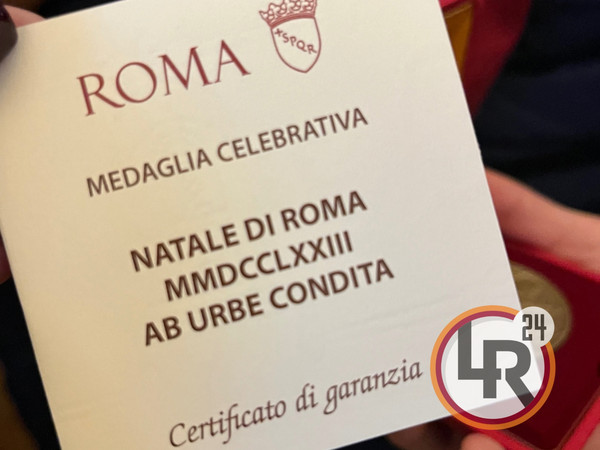 ROMA
SPQR
MEDAGLIA CELEBRATIVA
NATALE DI ROMA
MMDCCLXXIII
AB URBE CONDITA
Certificato di garanzia
LR
24